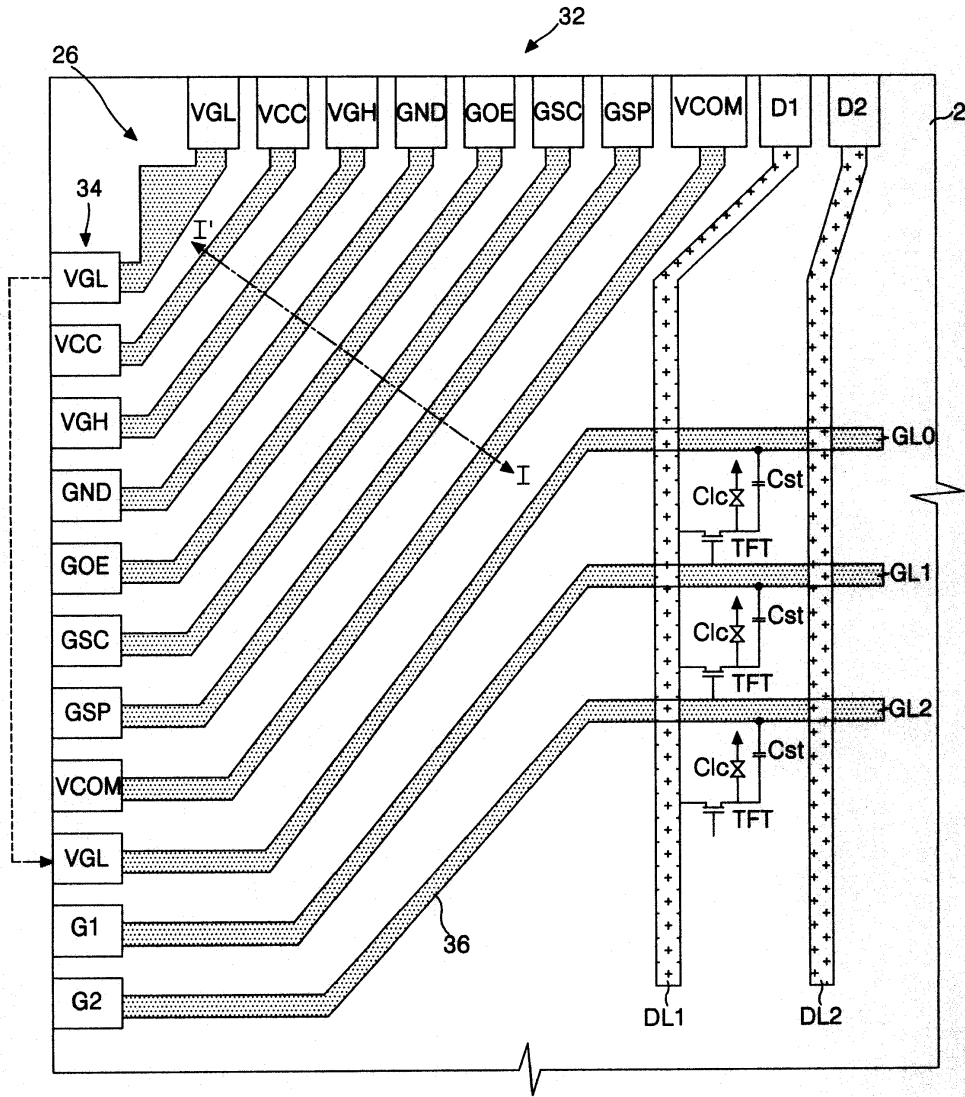 32
26
VGL VCC VGH GND GOE GSC GSP VCOM D1 D2
2
34
I'
VGL
VCC
VGH
GL0
I
Clc Cst
GND
TFT
GOE
GL1
Clc Cst
GSC
TFT
GSP
GL2
Clc Cst
VCOM
TFT
VGL
G1
36
G2
DL1 DL2